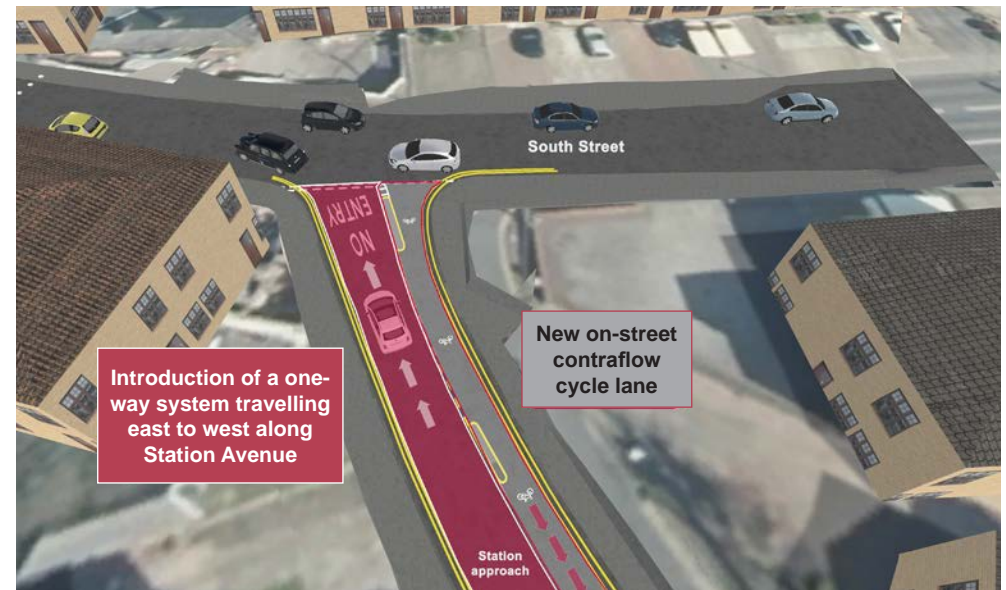 South Street
NO
ENTRY
New on-street
contraflow
cycle lane
Introduction of a one-
way system travelling
east to west along
Station Avenue
Station
approach